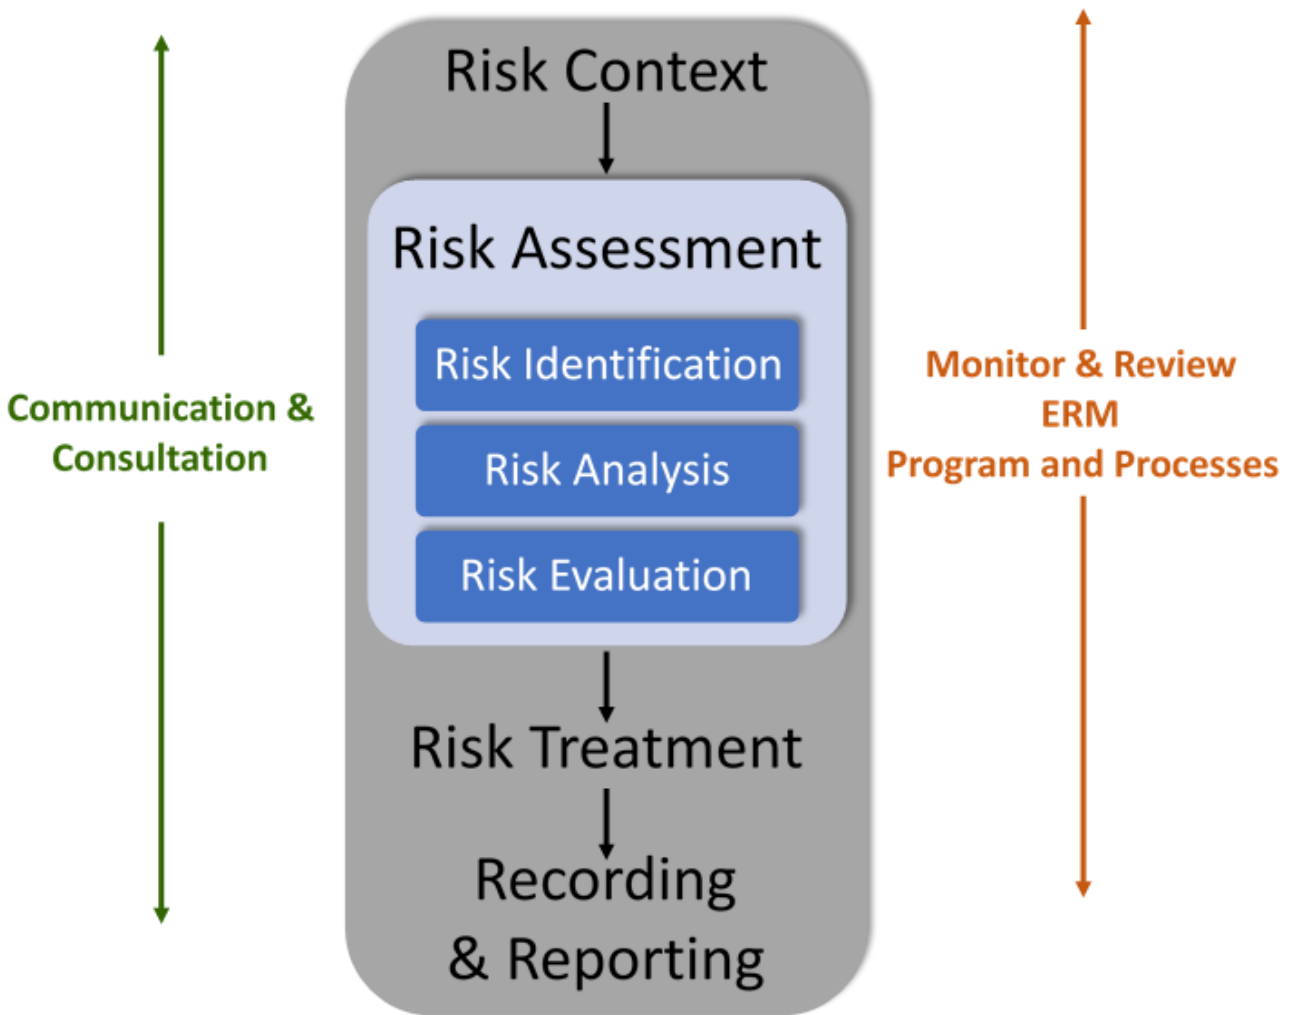 Risk Context
Risk Assessment
Risk Identification
Risk Analysis
Risk Evaluation
Risk Treatment
Recording
& Reporting
Communication &
Consultation
Monitor & Review
ERM
Program and Processes